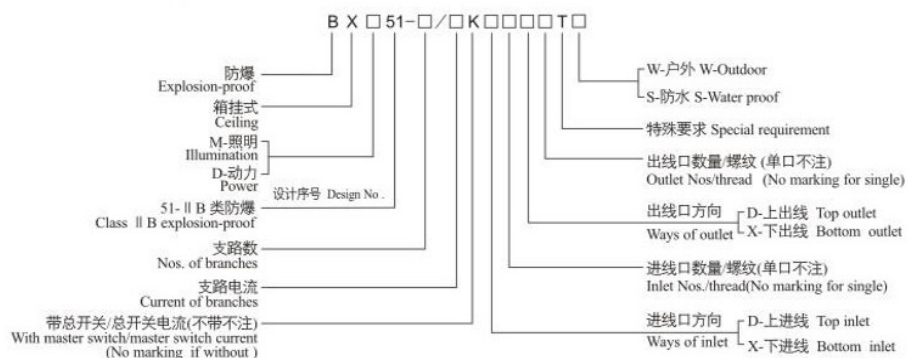 BX□51-□/□K□□□□T□
防爆
Explosion-proof
箱挂式
Ceiling
M-照明
Illumination
D-动力
Power
设计序号 Design No .
51-ⅡB 类防爆
Class ⅡB explosion-proof
支路数
Nos. of branches
支路电流
Current of branches
带总开关/总开关电流(不带不注)
With master switch/master switch current
(No marking if without )
W-户外 W-Outdoor
S-防水 S-Water proof
特殊要求 Special requirement
出线口数量/螺纹 (单口不注)
Outlet Nos/thread (No marking for single)
出线口方向
Ways of outlet
D-上出线 Top outlet
X-下出线 Bottom outlet
进线口数量/螺纹(单口不注)
Inlet Nos./thread(No marking for single)
进线口方向
Ways of inlet
D-上进线 Top inlet
X-下进线 Bottom inlet